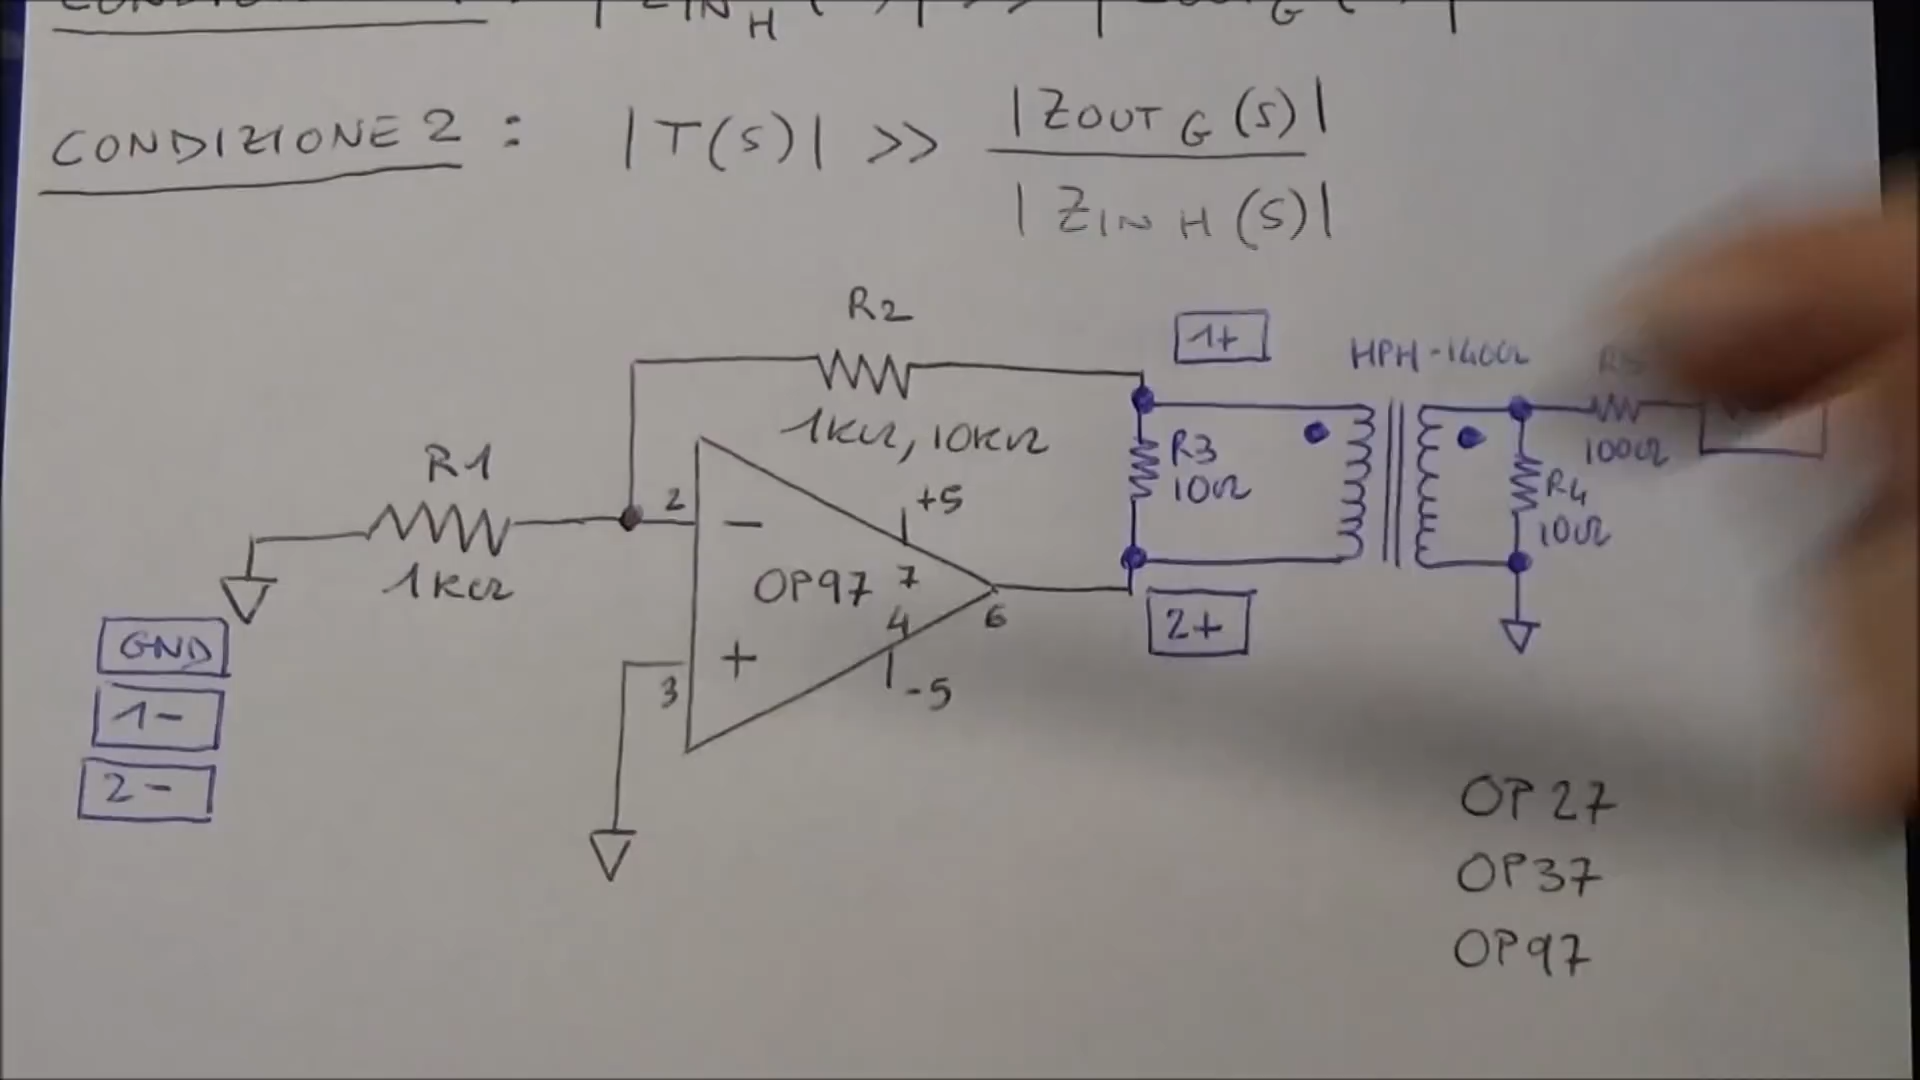 CONDIZIONE 2 : |T(S)| >> |ZOUT G (S)|
|ZIN H (S)|
R2
1KΩ, 10KΩ
1+
HPH-1400Ω
R1
1KΩ
2
-
+5
OP97
7
4
6
+
3
-5
R3
10Ω
R4
10Ω
100Ω
2+
GND
1-
2-
OP27
OP37
OP97